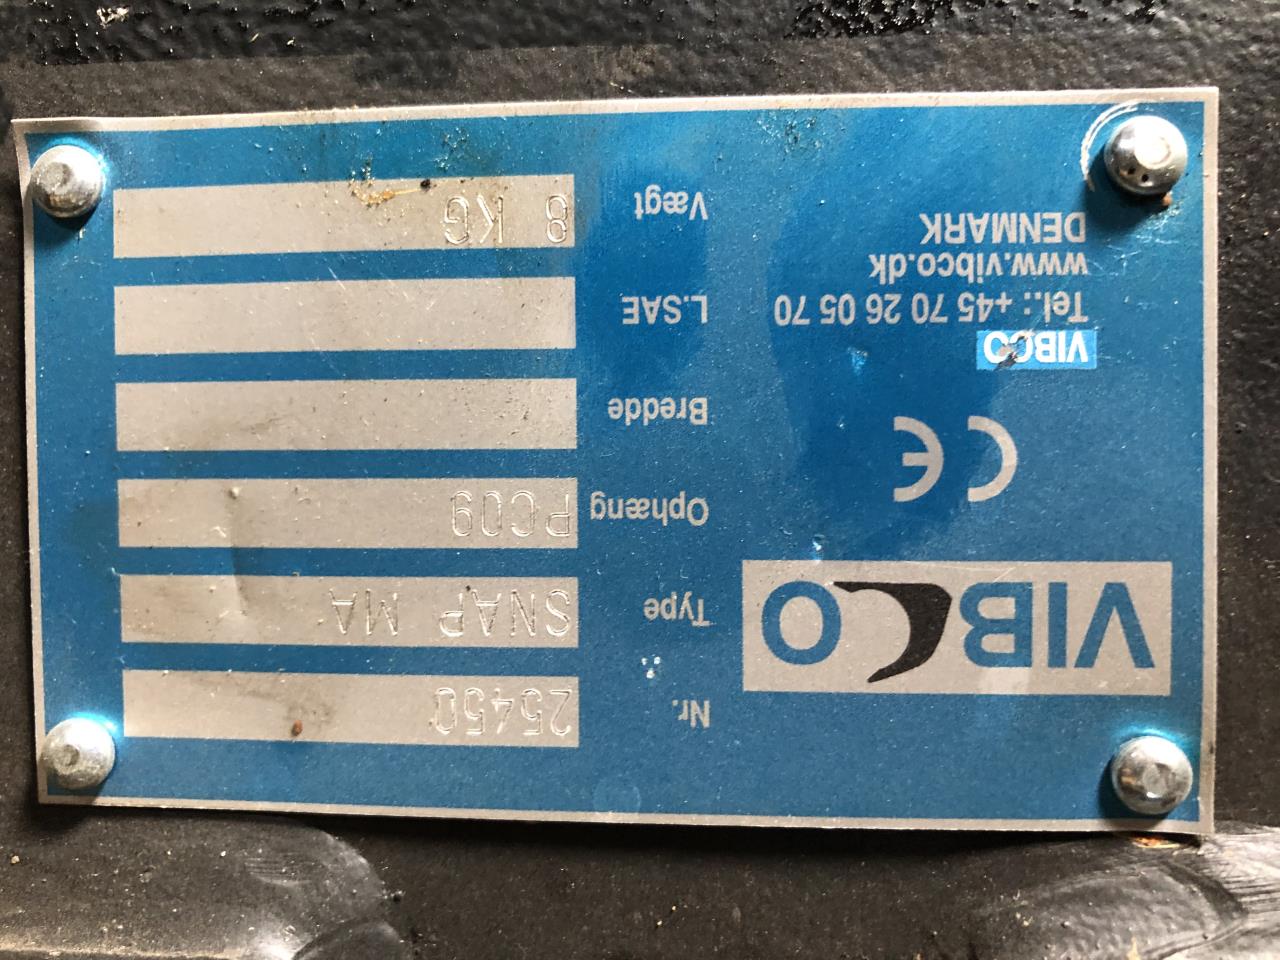 VIBCO
CE
VIBCO
Tel.: +45 70 26 05 70
www.vibco.dk
DENMARK
Nr. 25450
Type SNAP MA
Ophæng PC09
Bredde
L.SAE
Vægt 8 KG